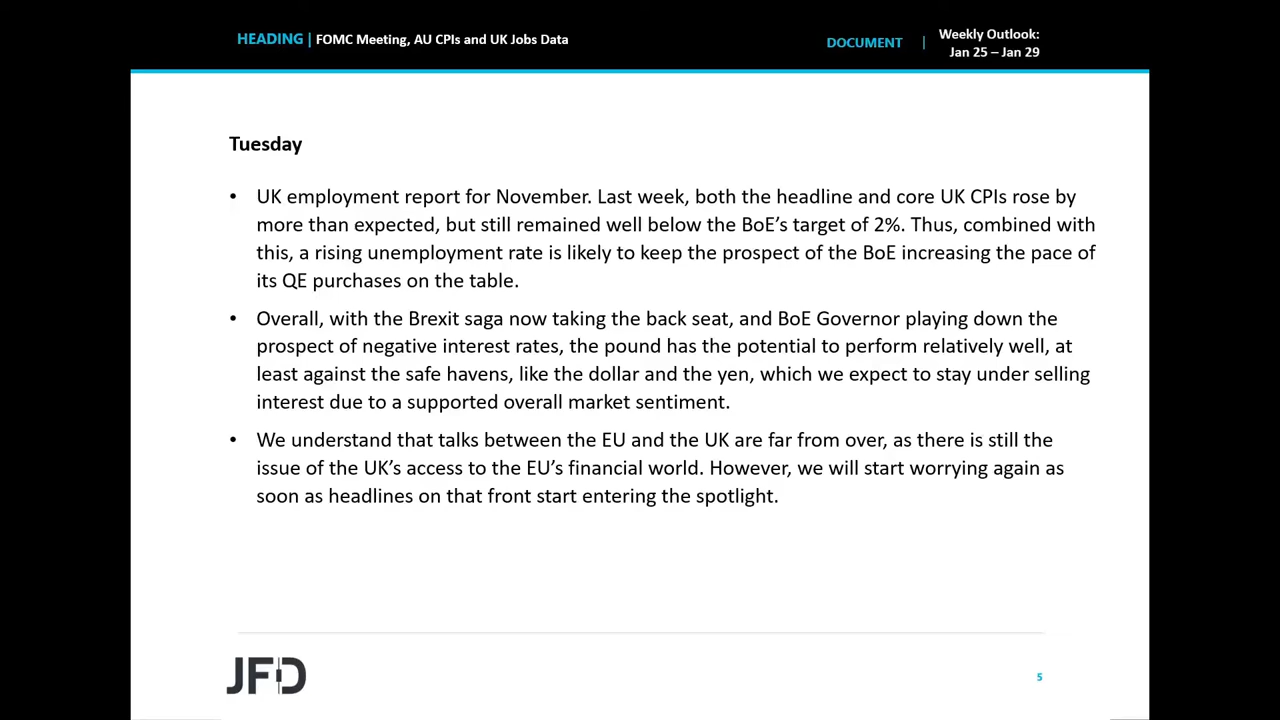 HEADING | FOMC Meeting, AU CPIs and UK Jobs Data
DOCUMENT | Weekly Outlook:
Jan 25 – Jan 29
Tuesday
• UK employment report for November. Last week, both the headline and core UK CPIs rose by
more than expected, but still remained well below the BoE’s target of 2%. Thus, combined with
this, a rising unemployment rate is likely to keep the prospect of the BoE increasing the pace of
its QE purchases on the table.
• Overall, with the Brexit saga now taking the back seat, and BoE Governor playing down the
prospect of negative interest rates, the pound has the potential to perform relatively well, at
least against the safe havens, like the dollar and the yen, which we expect to stay under selling
interest due to a supported overall market sentiment.
• We understand that talks between the EU and the UK are far from over, as there is still the
issue of the UK’s access to the EU’s financial world. However, we will start worrying again as
soon as headlines on that front start entering the spotlight.
JFD
5